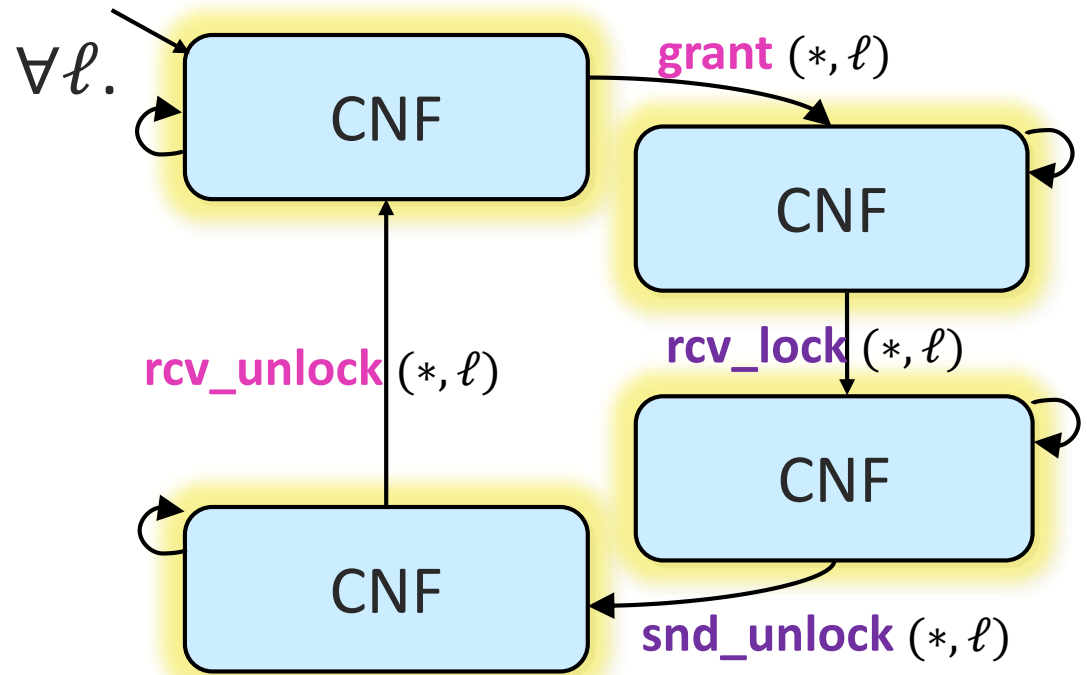 ∀ℓ.
CNF
grant (∗, ℓ)
CNF
rcv_unlock (∗, ℓ)
rcv_lock (∗, ℓ)
CNF
CNF
snd_unlock (∗, ℓ)